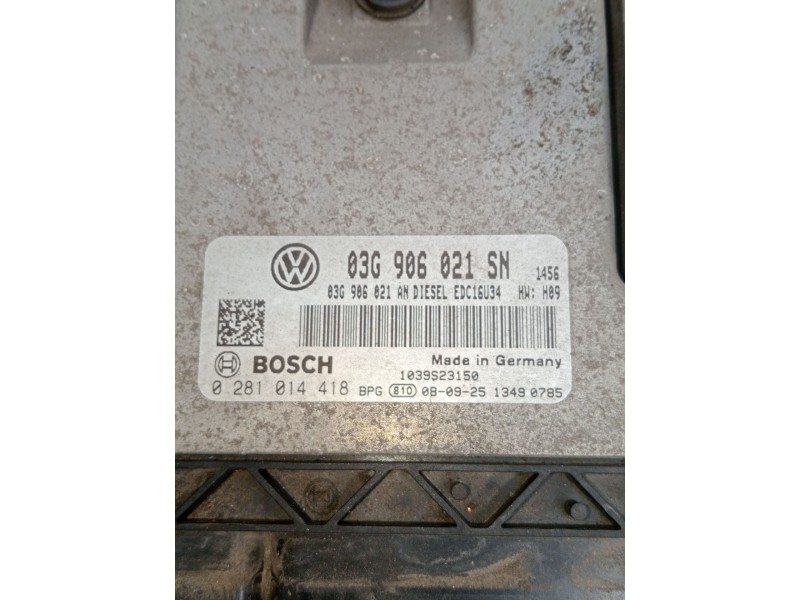 03G 906 021 SN 1456
03G 906 021 AN DIESEL EDC16U34 HW: H09
BOSCH Made in Germany
1039S23150
0 281 014 418 BPG 810 08-09-25 1349 0785